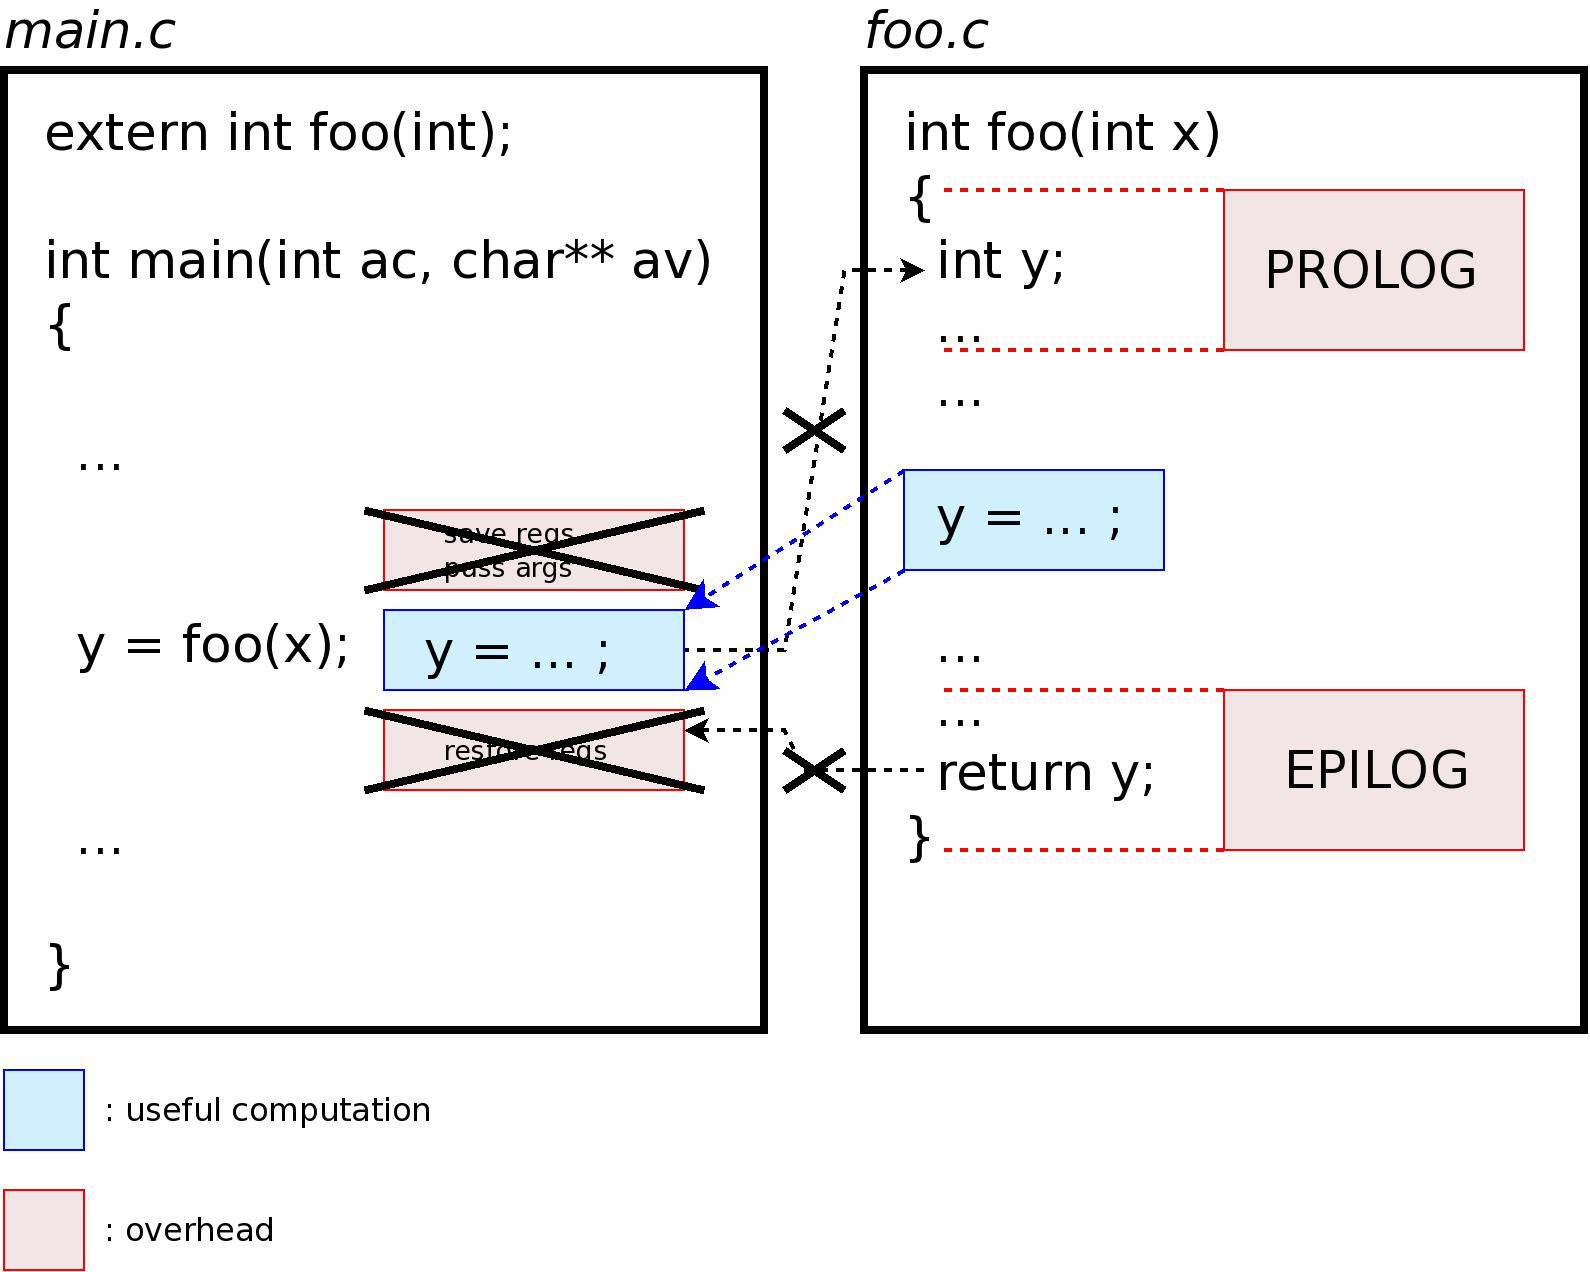 main.c
extern int foo(int);
int main(int ac, char** av)
{
...
save regs
pass args
y = foo(x);
y = ... ;
restore regs
...
}
foo.c
int foo(int x)
{
int y;
...
...
y = ... ;
...
...
return y;
}
PROLOG
EPILOG
: useful computation
: overhead